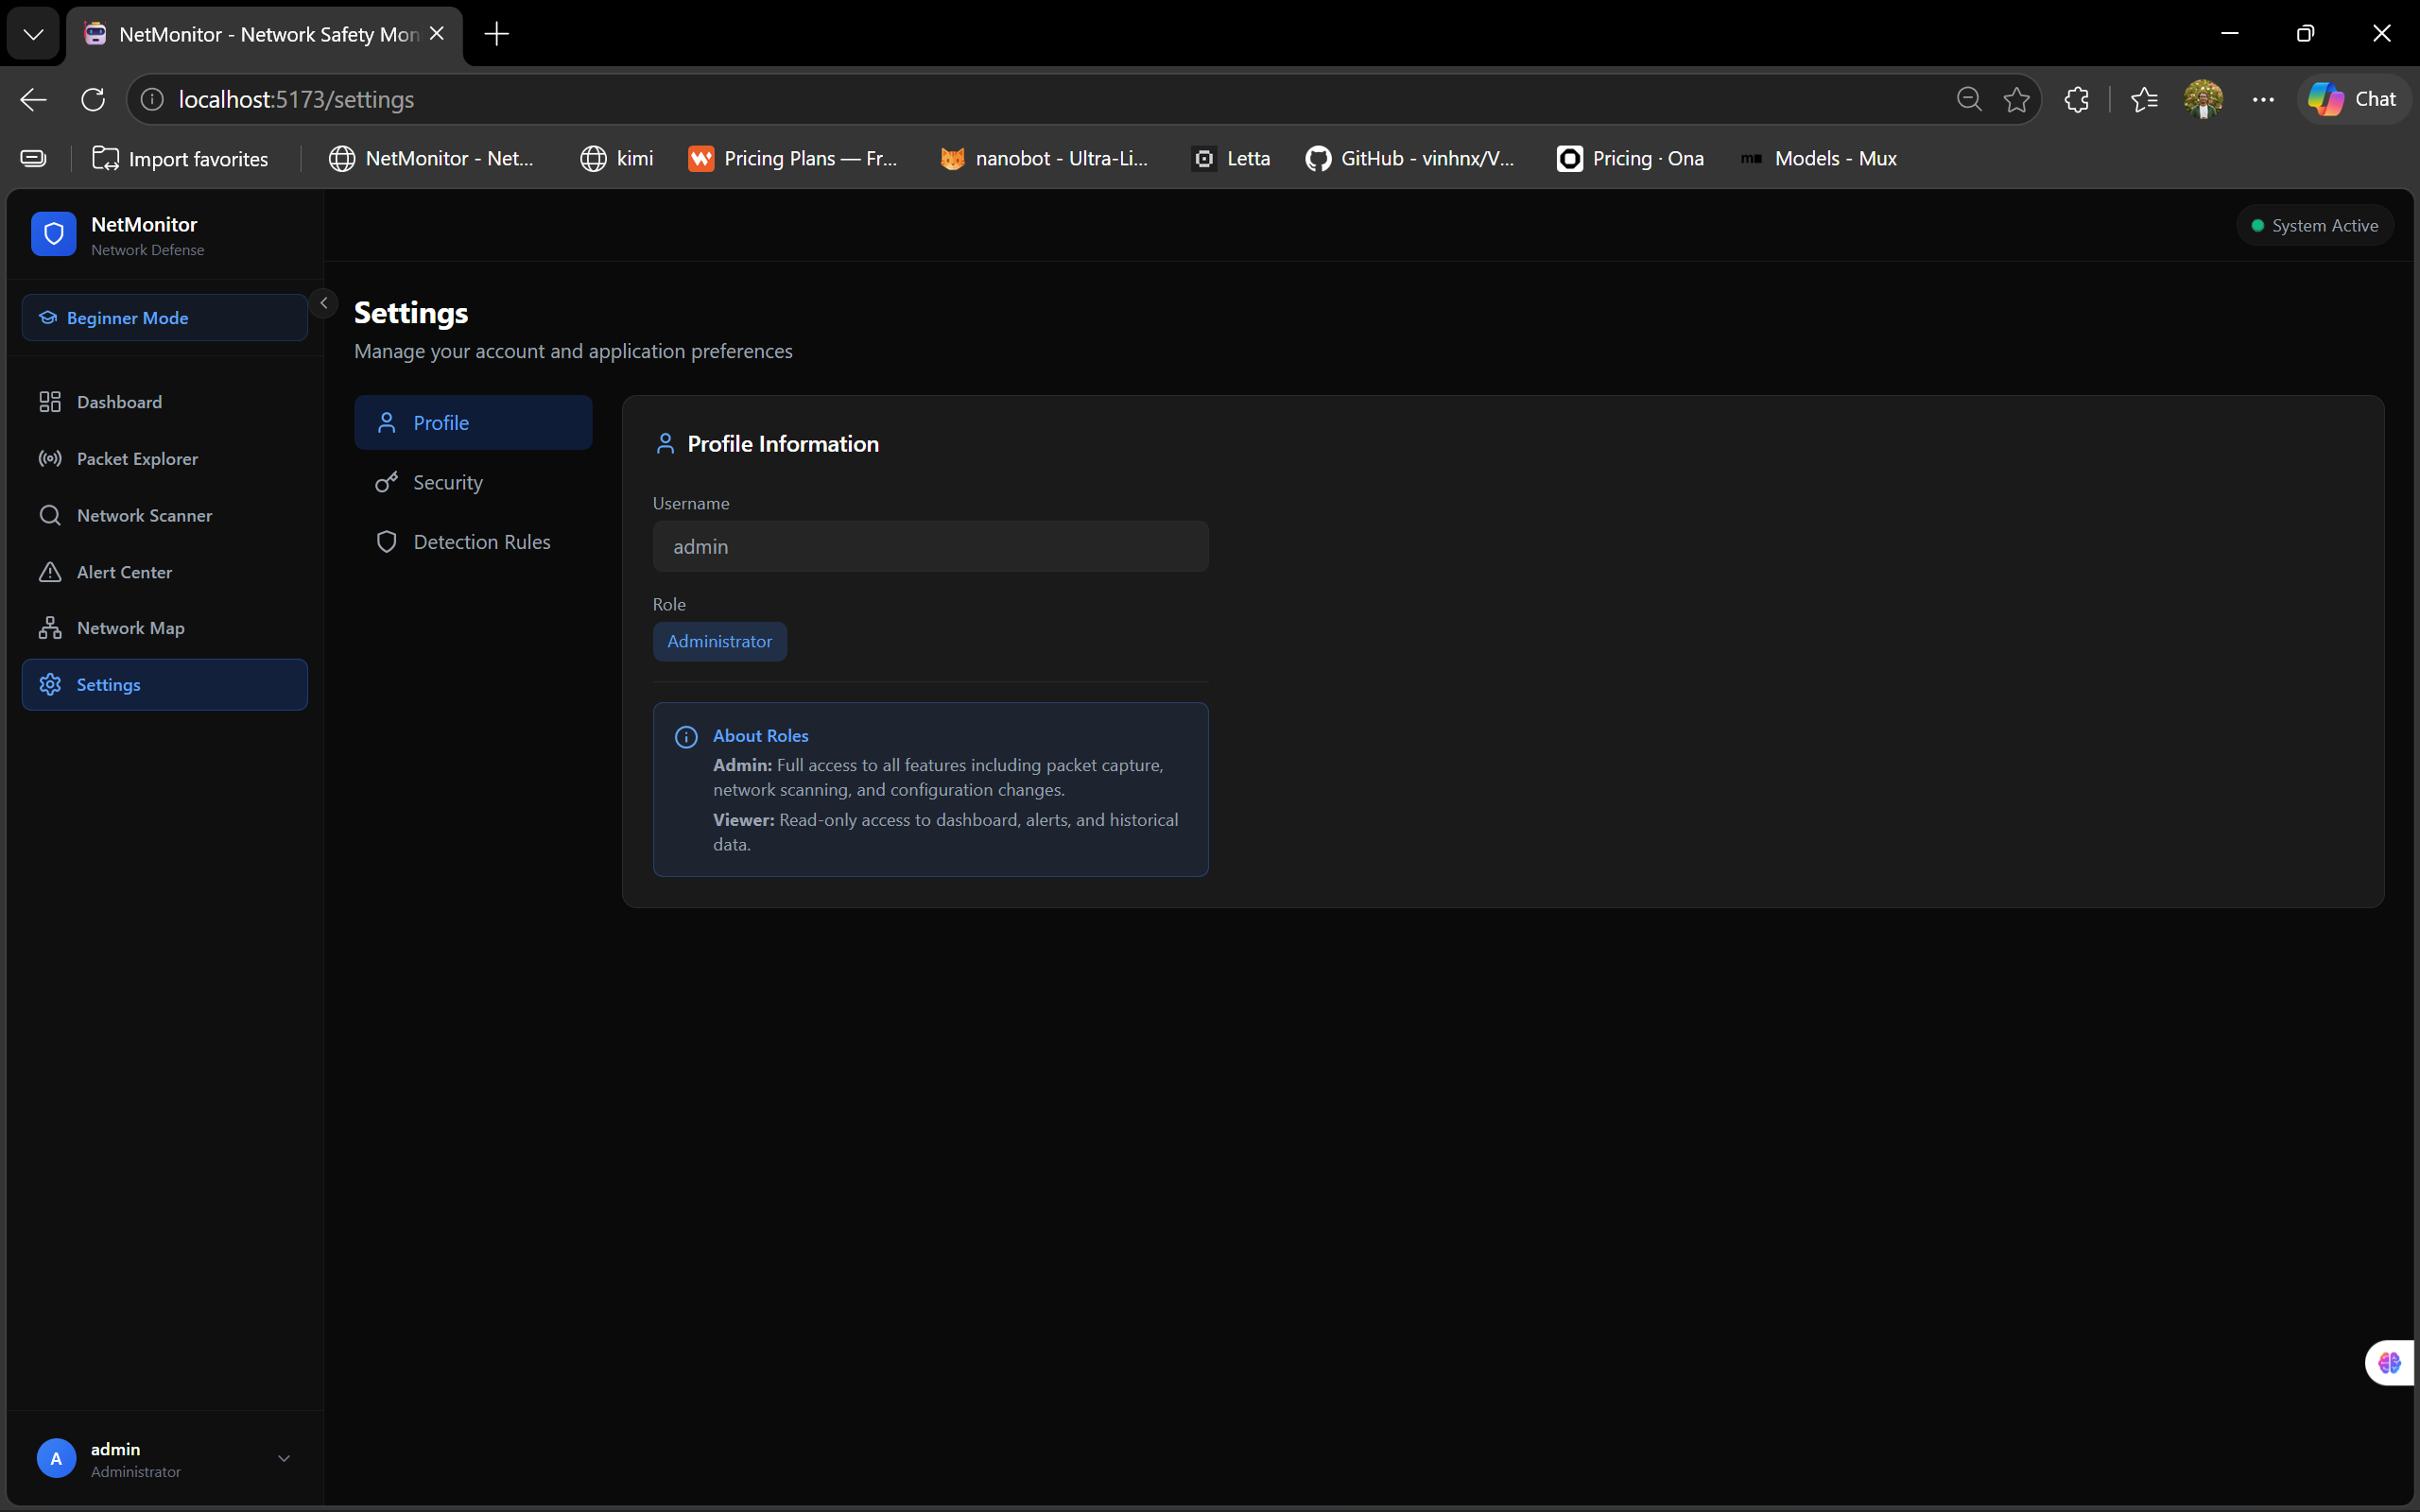 NetMonitor - Network Safety Mon
localhost:5173/settings
Chat
Import favorites
NetMonitor - Net...
kimi
Pricing Plans — Fr...
nanobot - Ultra-Li...
Letta
GitHub - vinhnx/V...
Pricing · Ona
Models - Mux
NetMonitor
Network Defense
System Active
Beginner Mode
Dashboard
Packet Explorer
Network Scanner
Alert Center
Network Map
Settings
Settings
Manage your account and application preferences
Profile
Security
Detection Rules
Profile Information
Username
admin
Role
Administrator
About Roles
Admin: Full access to all features including packet capture,
network scanning, and configuration changes.
Viewer: Read-only access to dashboard, alerts, and historical
data.
A
admin
Administrator